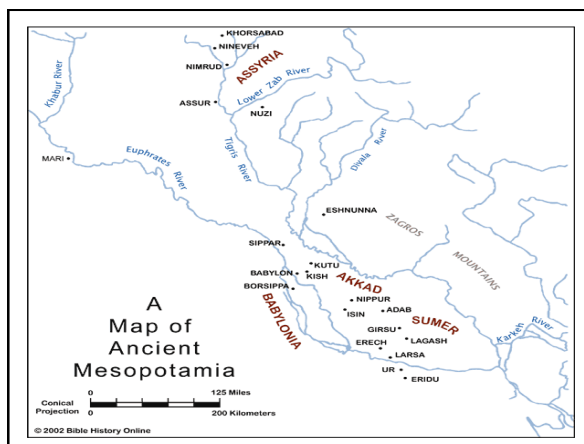 KHORSABAD
NINEVEH
NIMRUD
ASSYRIA
Khabur River
ASSUR
Lower Zab River
NUZI
Tigris River
Diyala River
MARI
Euphrates River
ESHNUNNA
ZAGROS
MOUNTAINS
SIPPAR
KUTU
BABYLON
KISH
AKKAD
BORSIPPA
BABYLONIA
NIPPUR
ISIN
ADAB
SUMER
GIRSU
LAGASH
Karkeh River
ERECH
LARSA
UR
ERIDU
A
Map of
Ancient
Mesopotamia
125 Miles
Conical
Projection
0
0
200 Kilometers
© 2002 Bible History Online